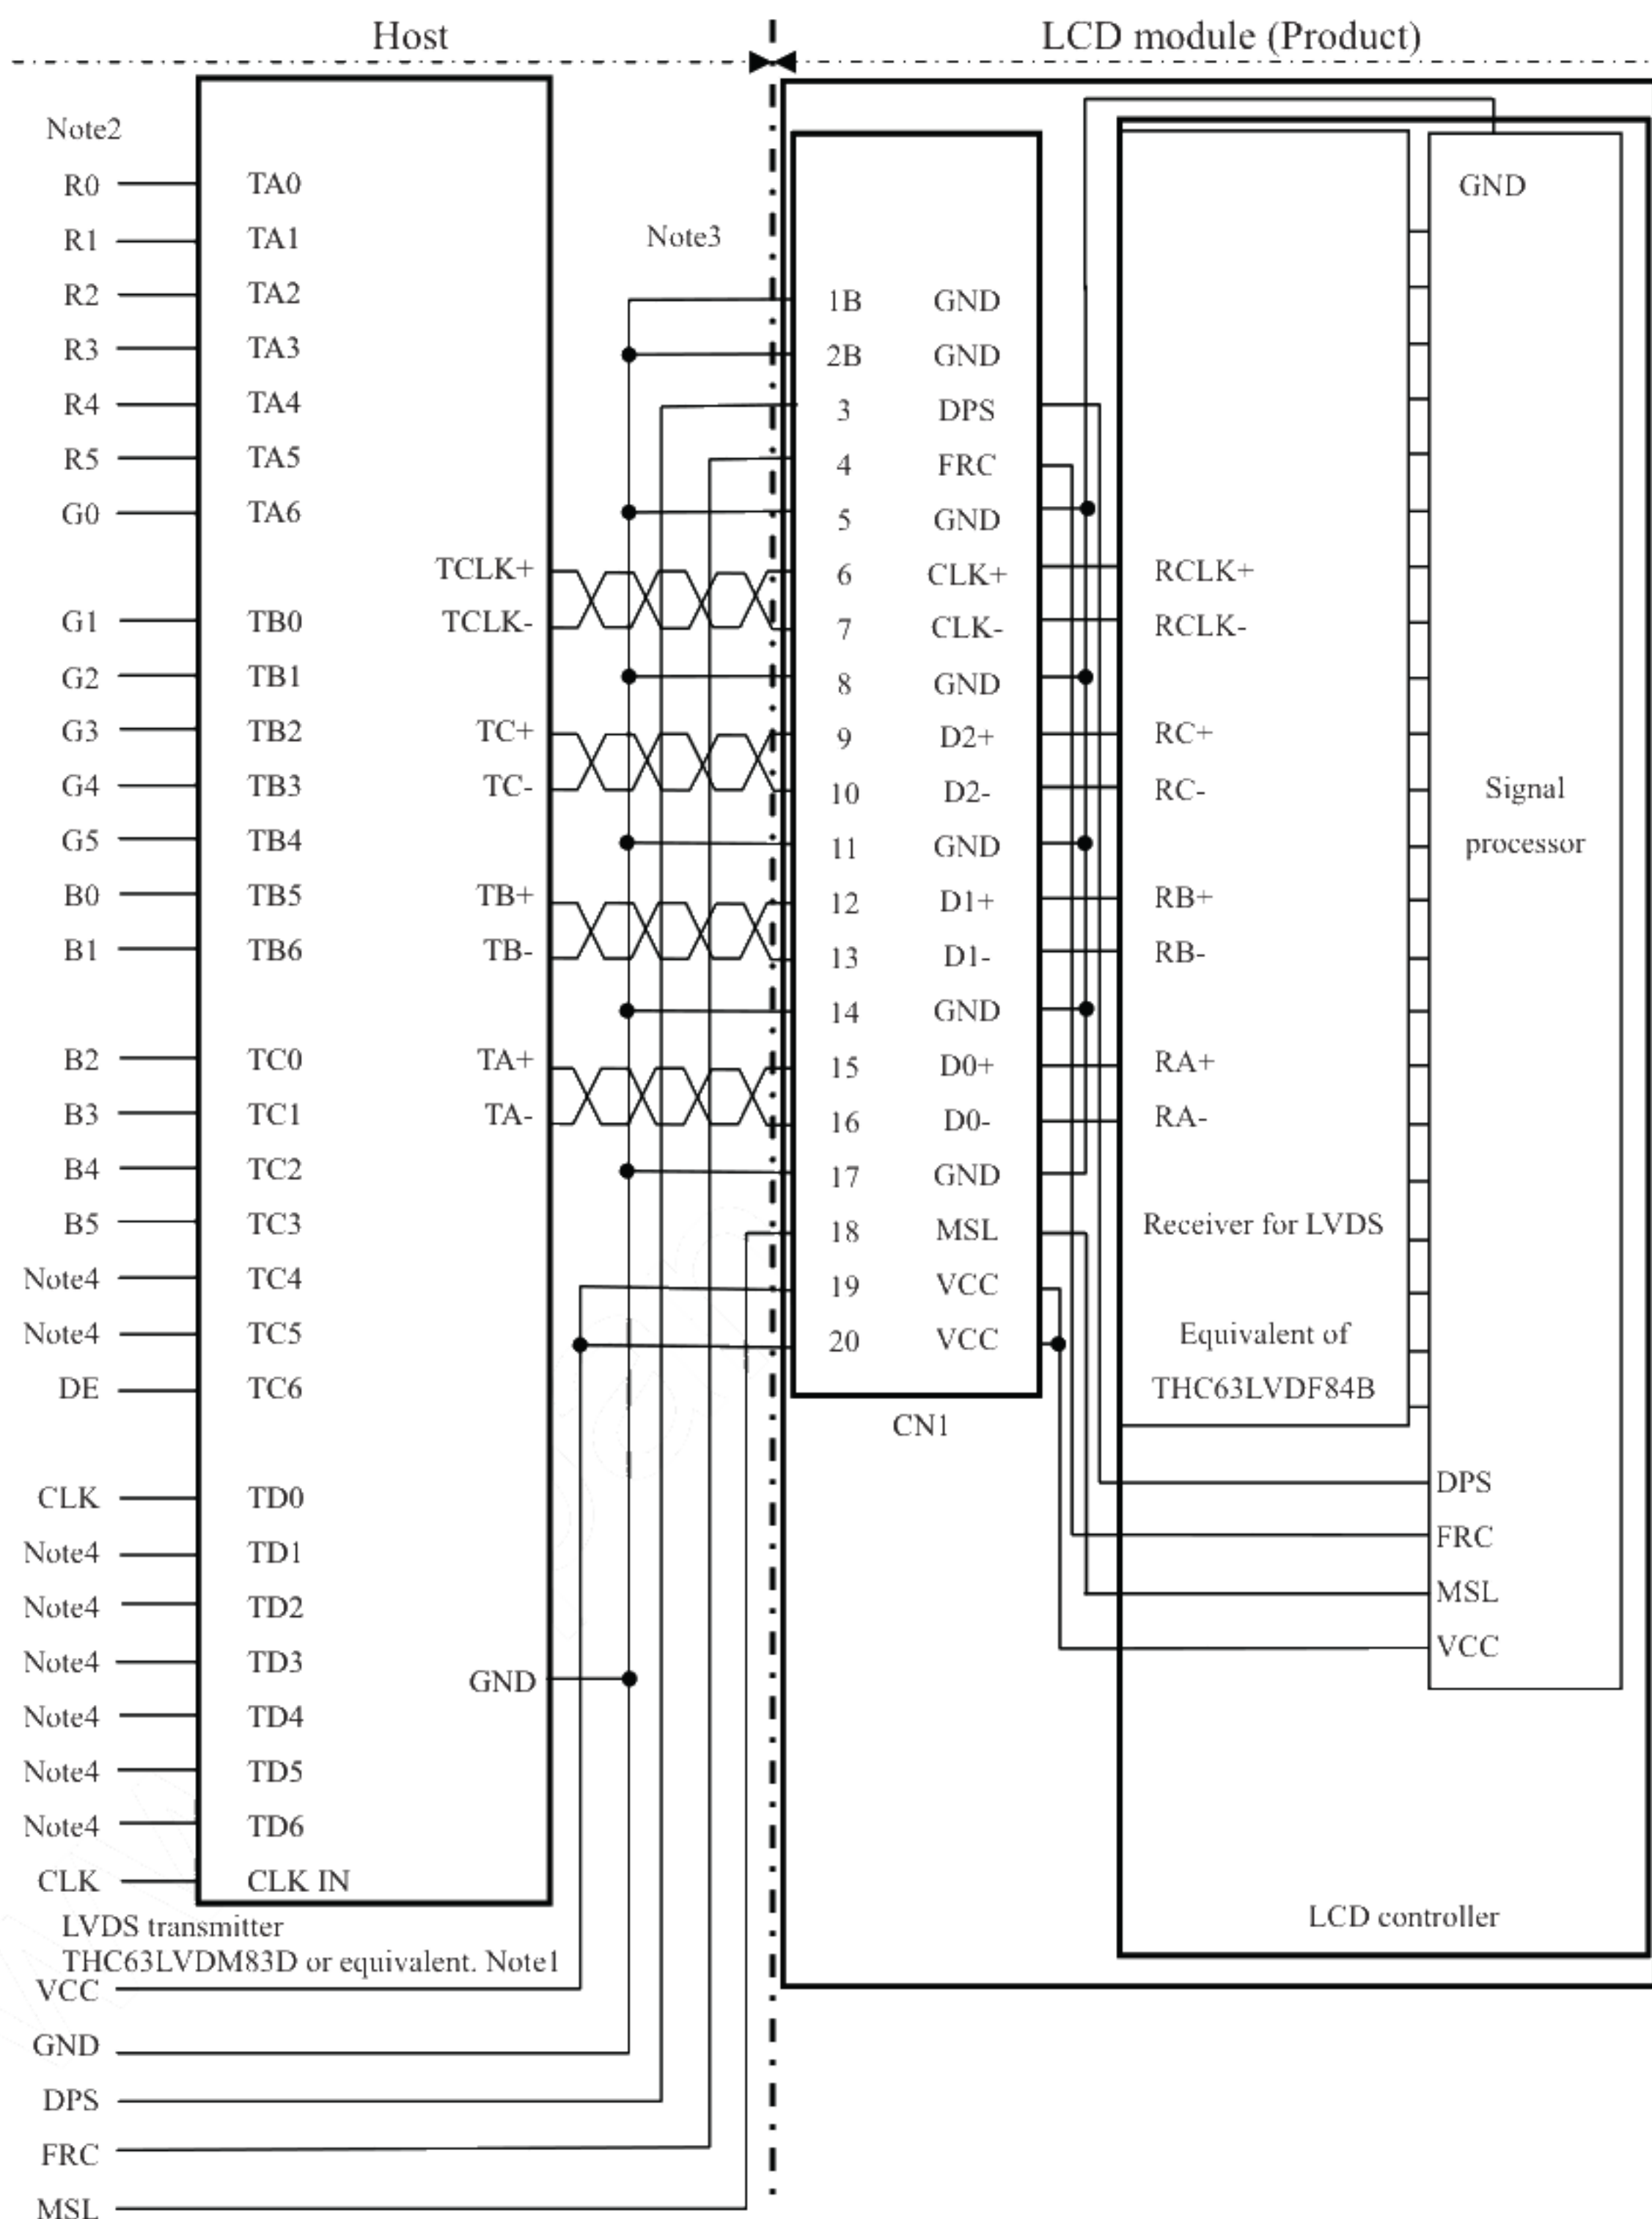 Host
LCD module (Product)
Note2
R0 TA0
R1 TA1
R2 TA2
R3 TA3
R4 TA4
R5 TA5
G0 TA6
TCLK+
G1 TB0 TCLK-
G2 TB1
G3 TB2 TC+
G4 TB3 TC-
G5 TB4
B0 TB5 TB+
B1 TB6 TB-
B2 TC0 TA+
B3 TC1 TA-
B4 TC2
B5 TC3
Note4 TC4
Note4 TC5
DE TC6
CLK TD0
Note4 TD1
Note4 TD2
Note4 TD3
GND
Note4 TD4
Note4 TD5
Note4 TD6
CLK CLK IN
LVDS transmitter
THC63LVDM83D or equivalent. Note1
VCC
GND
DPS
FRC
MSL
Note3
1B GND
2B GND
3 DPS
4 FRC
5 GND
6 CLK+
7 CLK-
8 GND
9 D2+
10 D2-
11 GND
12 D1+
13 D1-
14 GND
15 D0+
16 D0-
17 GND
18 MSL
19 VCC
20 VCC
CN1
RCLK+
RCLK-
RC+
RC-
RB+
RB-
RA+
RA-
Receiver for LVDS
Equivalent of
THC63LVDF84B
GND
Signal
processor
DPS
FRC
MSL
VCC
LCD controller